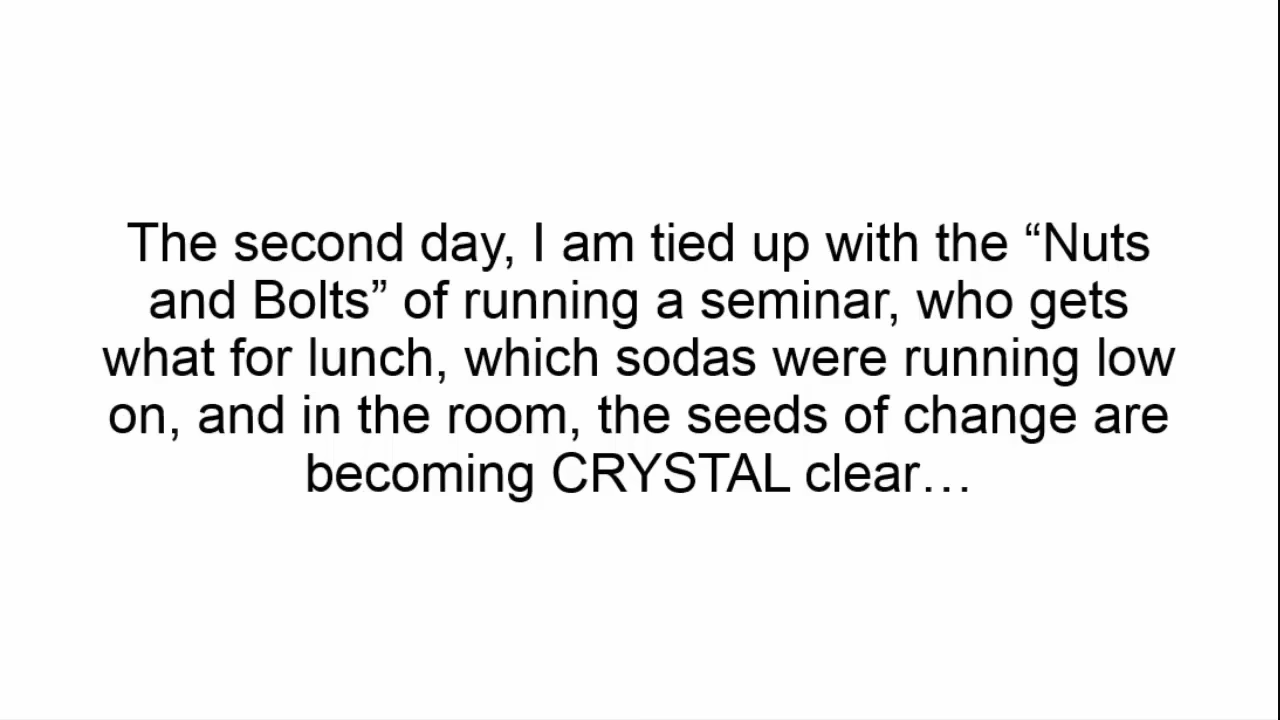 The second day, I am tied up with the “Nuts
and Bolts” of running a seminar, who gets
what for lunch, which sodas were running low
on, and in the room, the seeds of change are
becoming CRYSTAL clear…